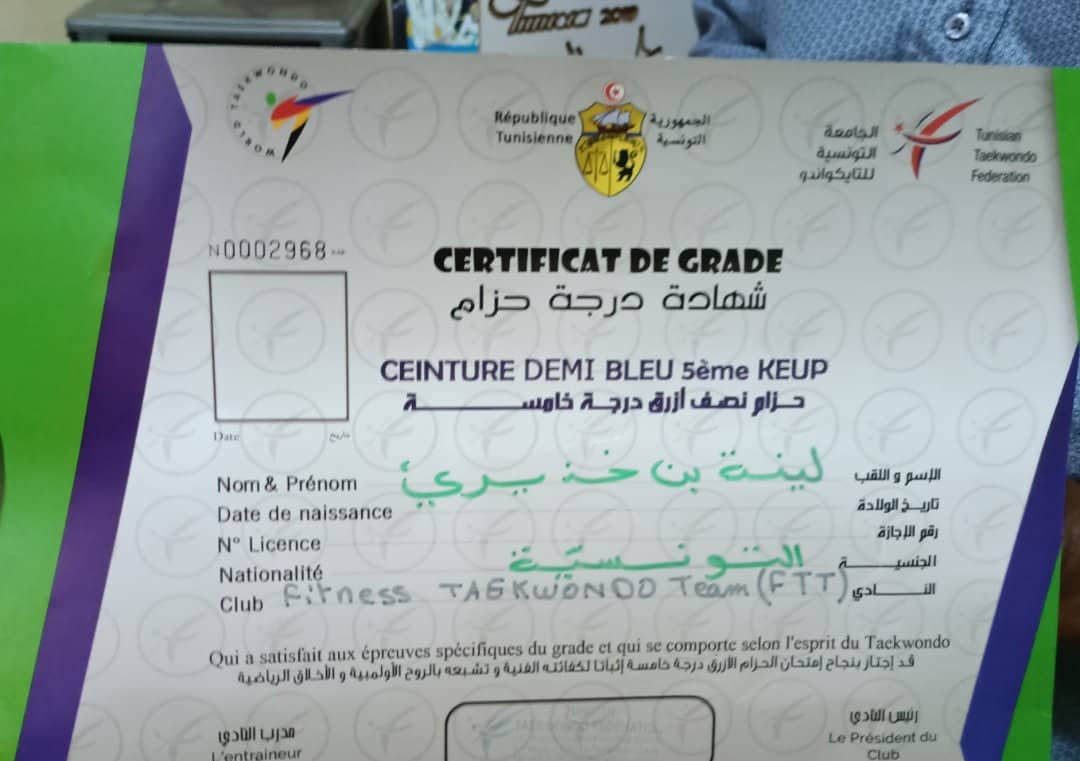 2019
WORLD TAEKWONDO
République
Tunisienne
الجمهورية
التونسية
الجامعة
التونسية
للتايكواندو
Tunisian
Taekwondo
Federation
N0002968
CERTIFICAT DE GRADE
شهادة درجة حزام
CEINTURE DEMI BLEU 5ème KEUP
حزام نصف أزرق درجة خامسة
Date تاريخ
Nom & Prénom لينة بن خذيري الإسم و اللقب
Date de naissance تاريخ الولادة
N° Licence رقم الإجازة
Nationalité التونسية الجنسية
Club Fitness TAEKWONDO Team (FTT) النادي
Qui a satisfait aux épreuves spécifiques du grade et qui se comporte selon l'esprit du Taekwondo
قد إجتاز بنجاح إمتحان الحزام الأزرق درجة خامسة إثباتا لكفائته الفنية و تشبعه بالروح الأولمبية و الأخلاق الرياضية
مدرب النادي
L'entraineur
رئيس النادي
Le Président du
Club